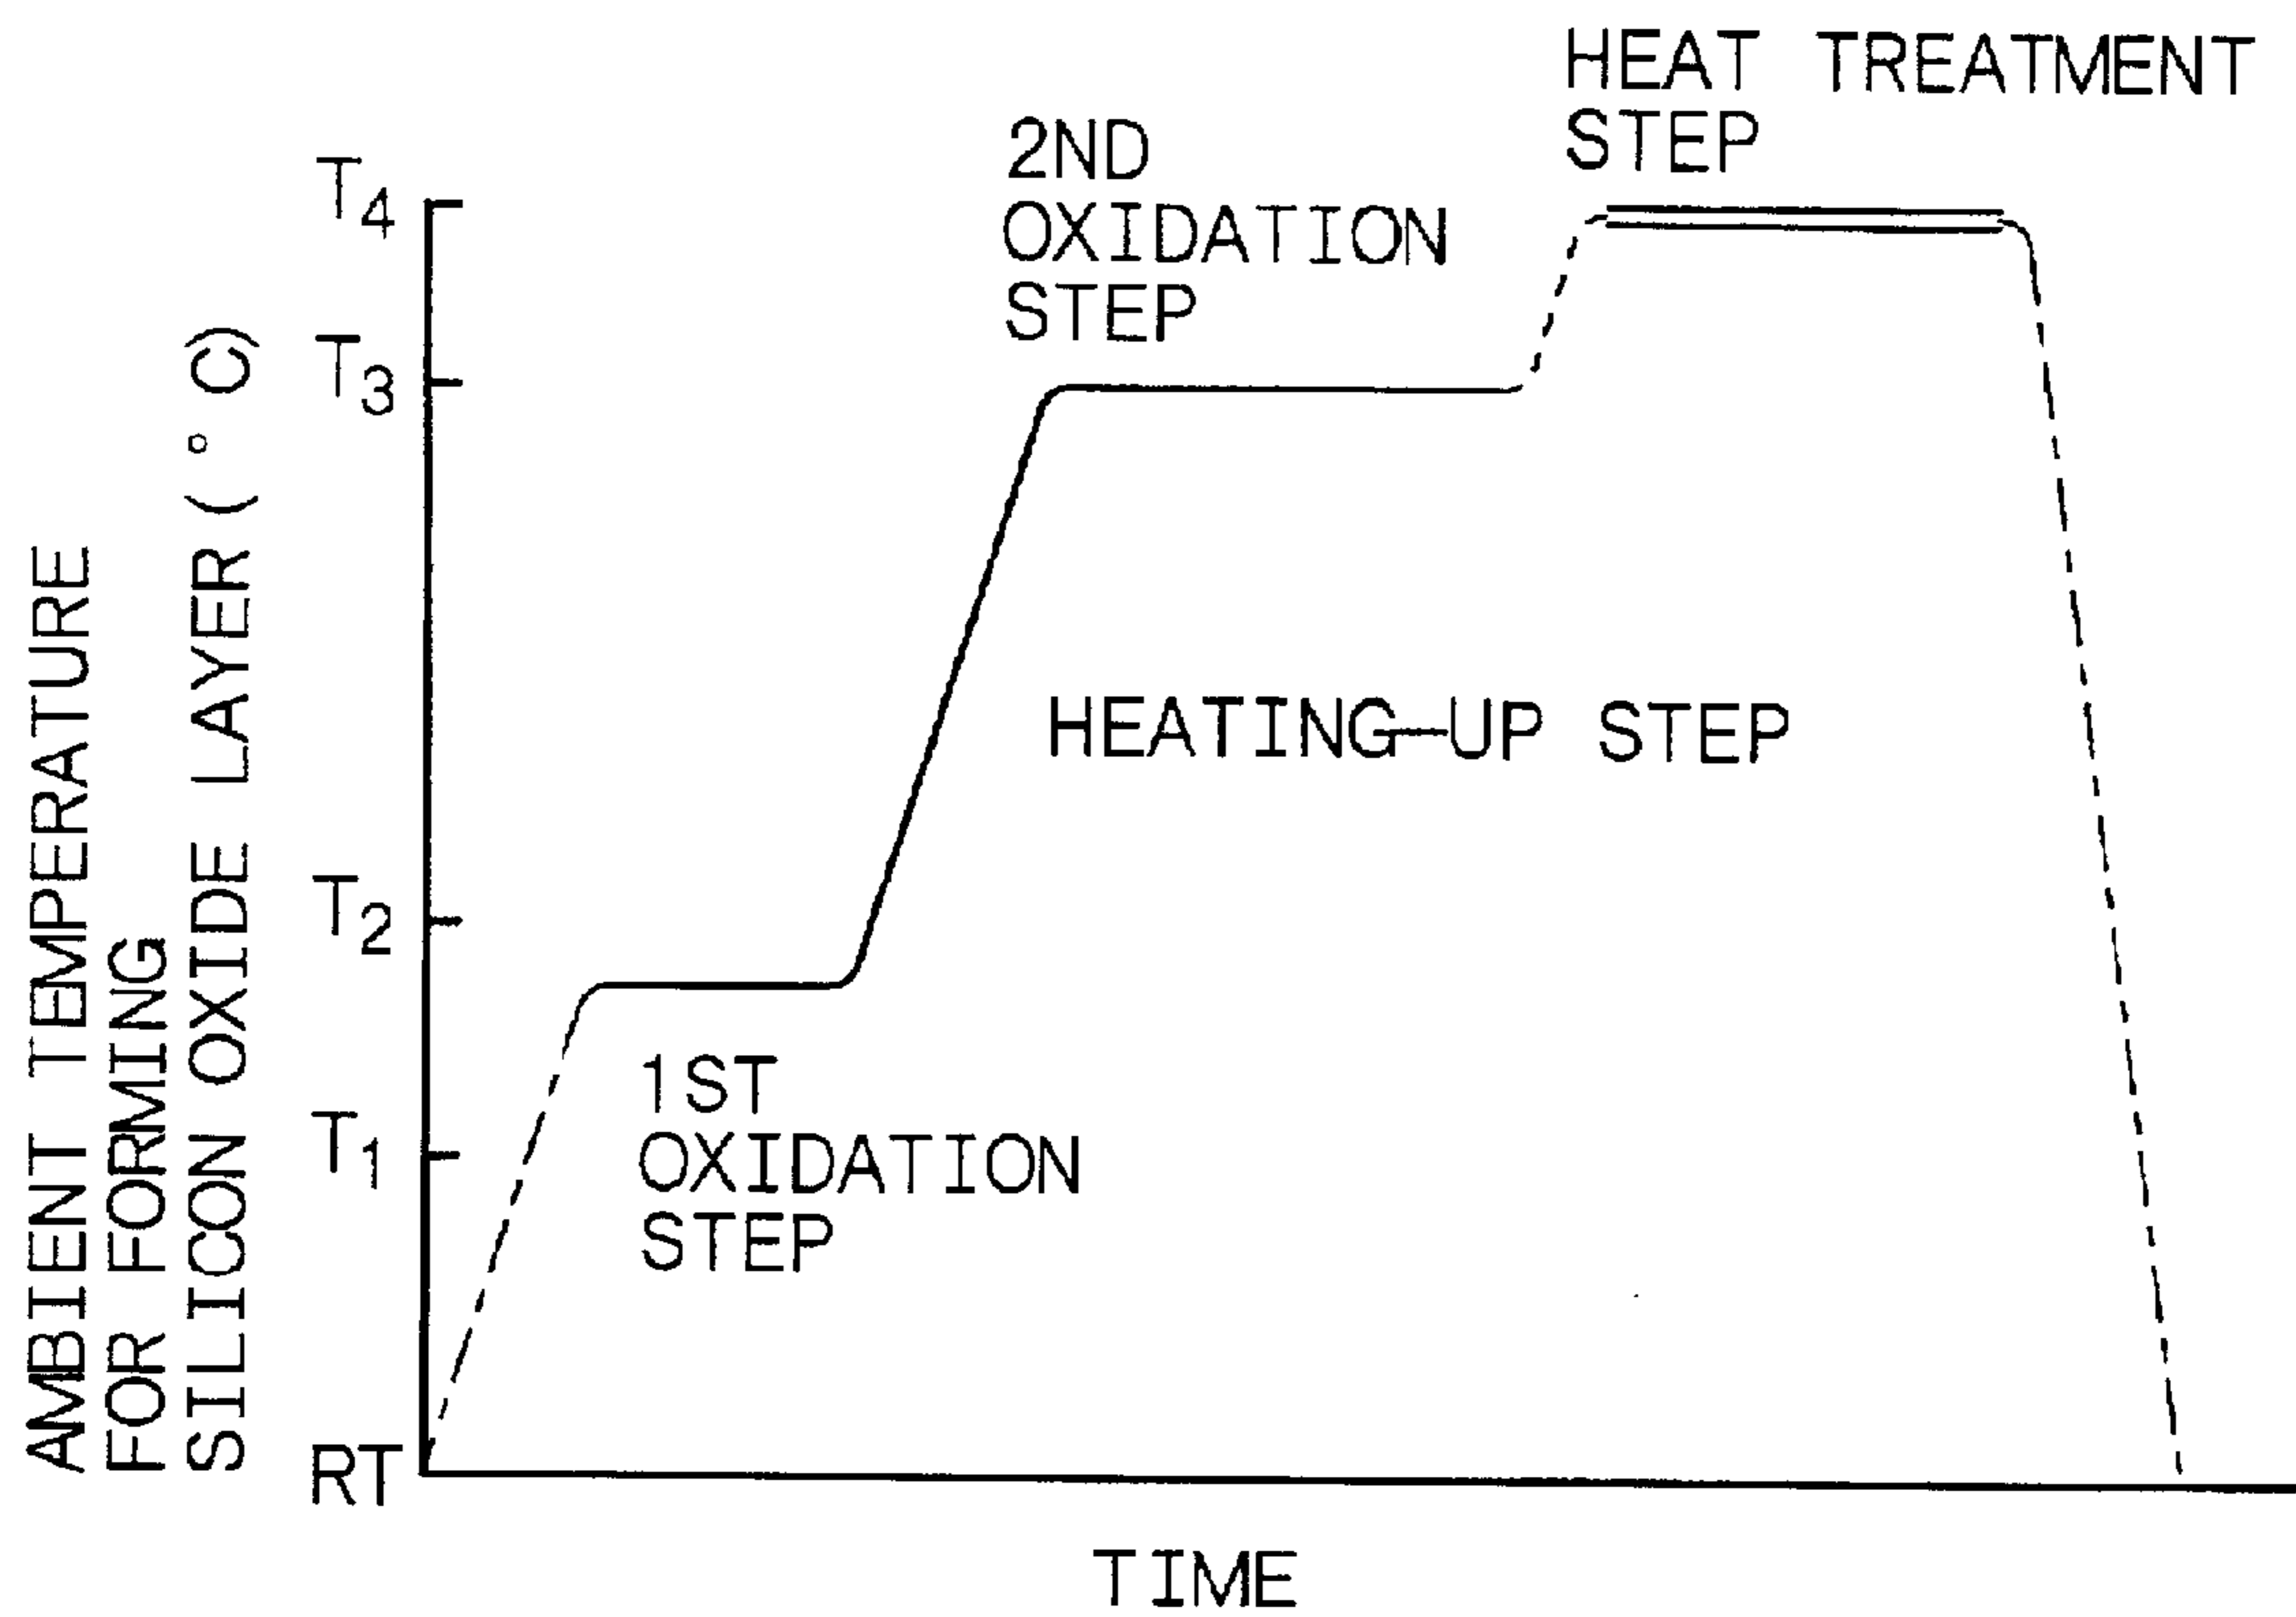 AMBIENT TEMPERATURE
FOR FORMING
SILICON OXIDE LAYER (°C)
T4
T3
T2
T1
RT
1ST
OXIDATION
STEP
HEATING-UP STEP
2ND
OXIDATION
STEP
HEAT TREATMENT
STEP
TIME